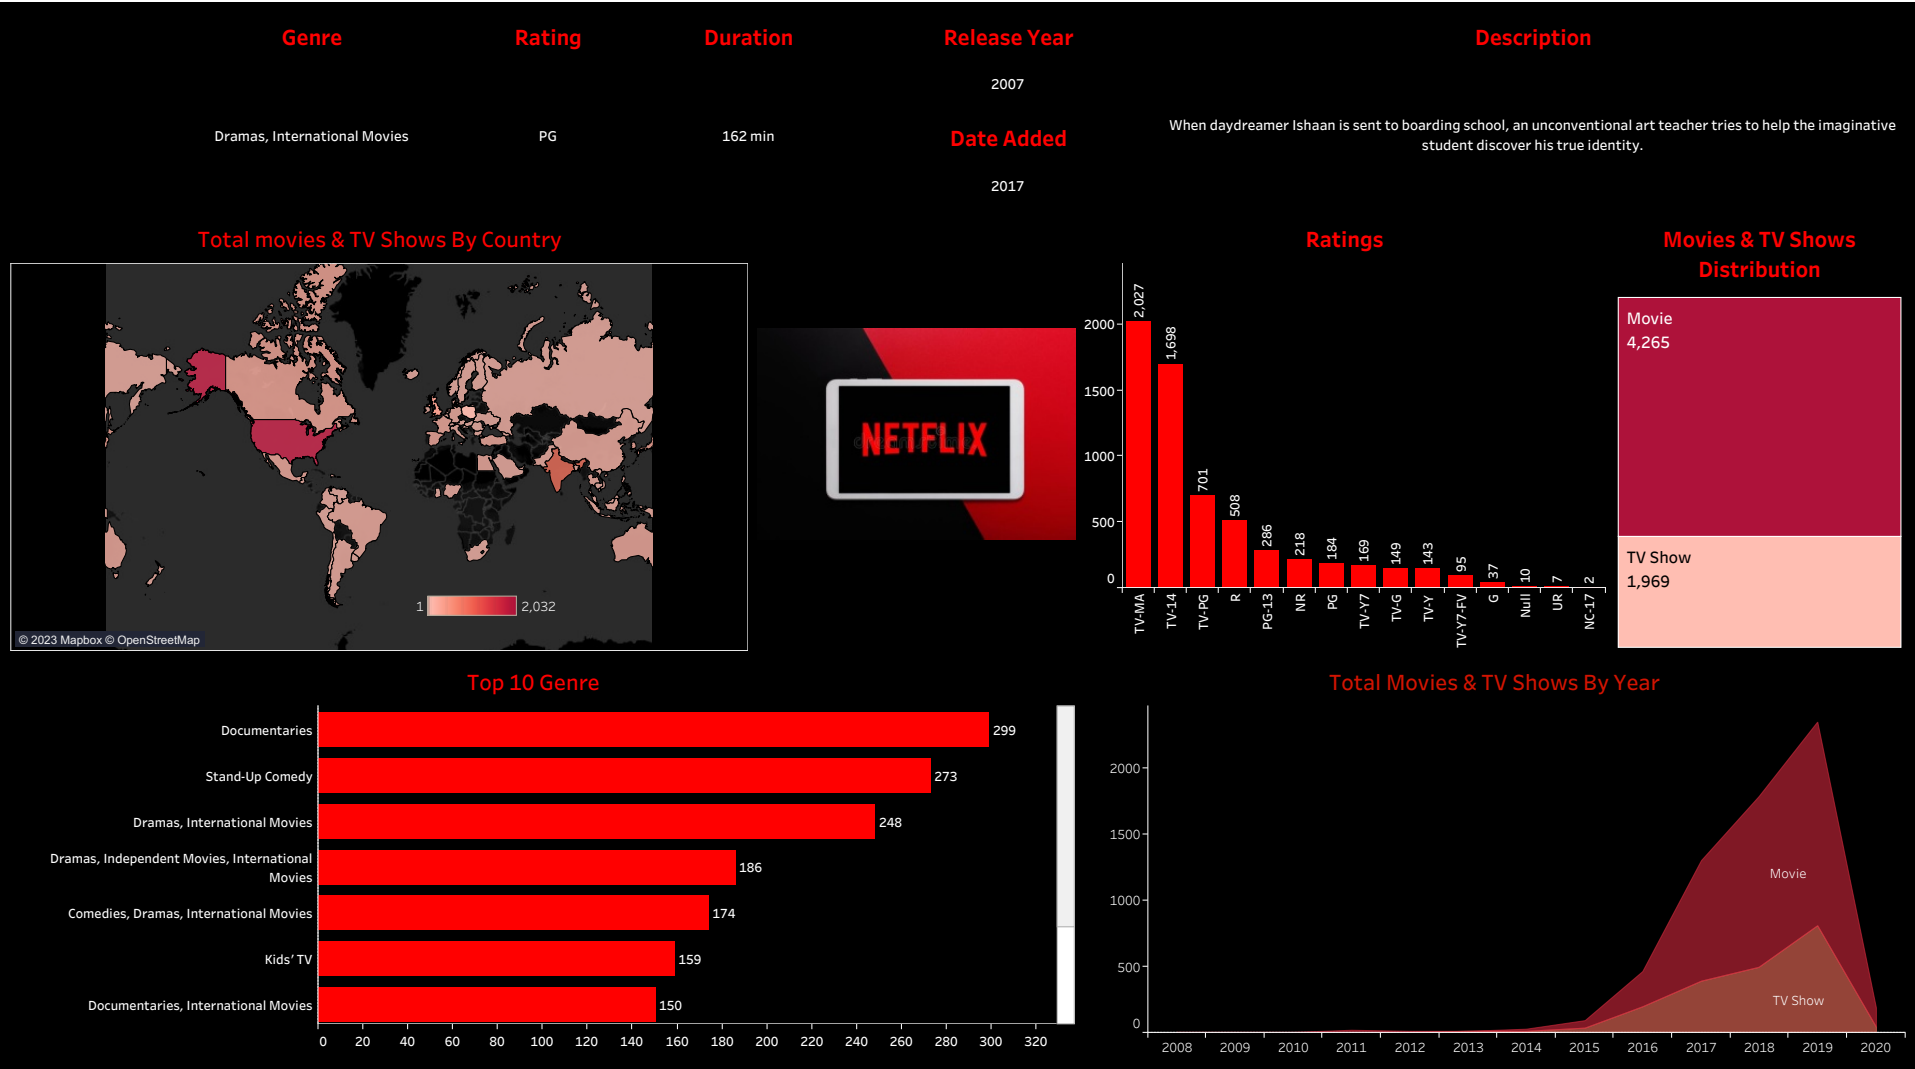 Genre
Rating
Duration
Release Year
Description
2007
Dramas, International Movies
PG
162 min
Date Added
2017
When daydreamer Ishaan is sent to boarding school, an unconventional art teacher tries to help the imaginative
student discover his true identity.
Total movies & TV Shows By Country
1
2,032
© 2023 Mapbox © OpenStreetMap
NETFLIX
Ratings
2000
1500
1000
500
0
2,027
1,698
701
508
286
218
184
169
149
143
95
37
10
7
2
TV-MA
TV-14
TV-PG
R
PG-13
NR
PG
TV-Y7
TV-G
TV-Y
TV-Y7-FV
G
Null
UR
NC-17
Movies & TV Shows
Distribution
Movie
4,265
TV Show
1,969
Top 10 Genre
Documentaries
299
Stand-Up Comedy
273
Dramas, International Movies
248
Dramas, Independent Movies, International
Movies
186
Comedies, Dramas, International Movies
174
Kids' TV
159
Documentaries, International Movies
150
0 20 40 60 80 100 120 140 160 180 200 220 240 260 280 300 320
Total Movies & TV Shows By Year
2000
1500
1000
500
0
Movie
TV Show
2008 2009 2010 2011 2012 2013 2014 2015 2016 2017 2018 2019 2020